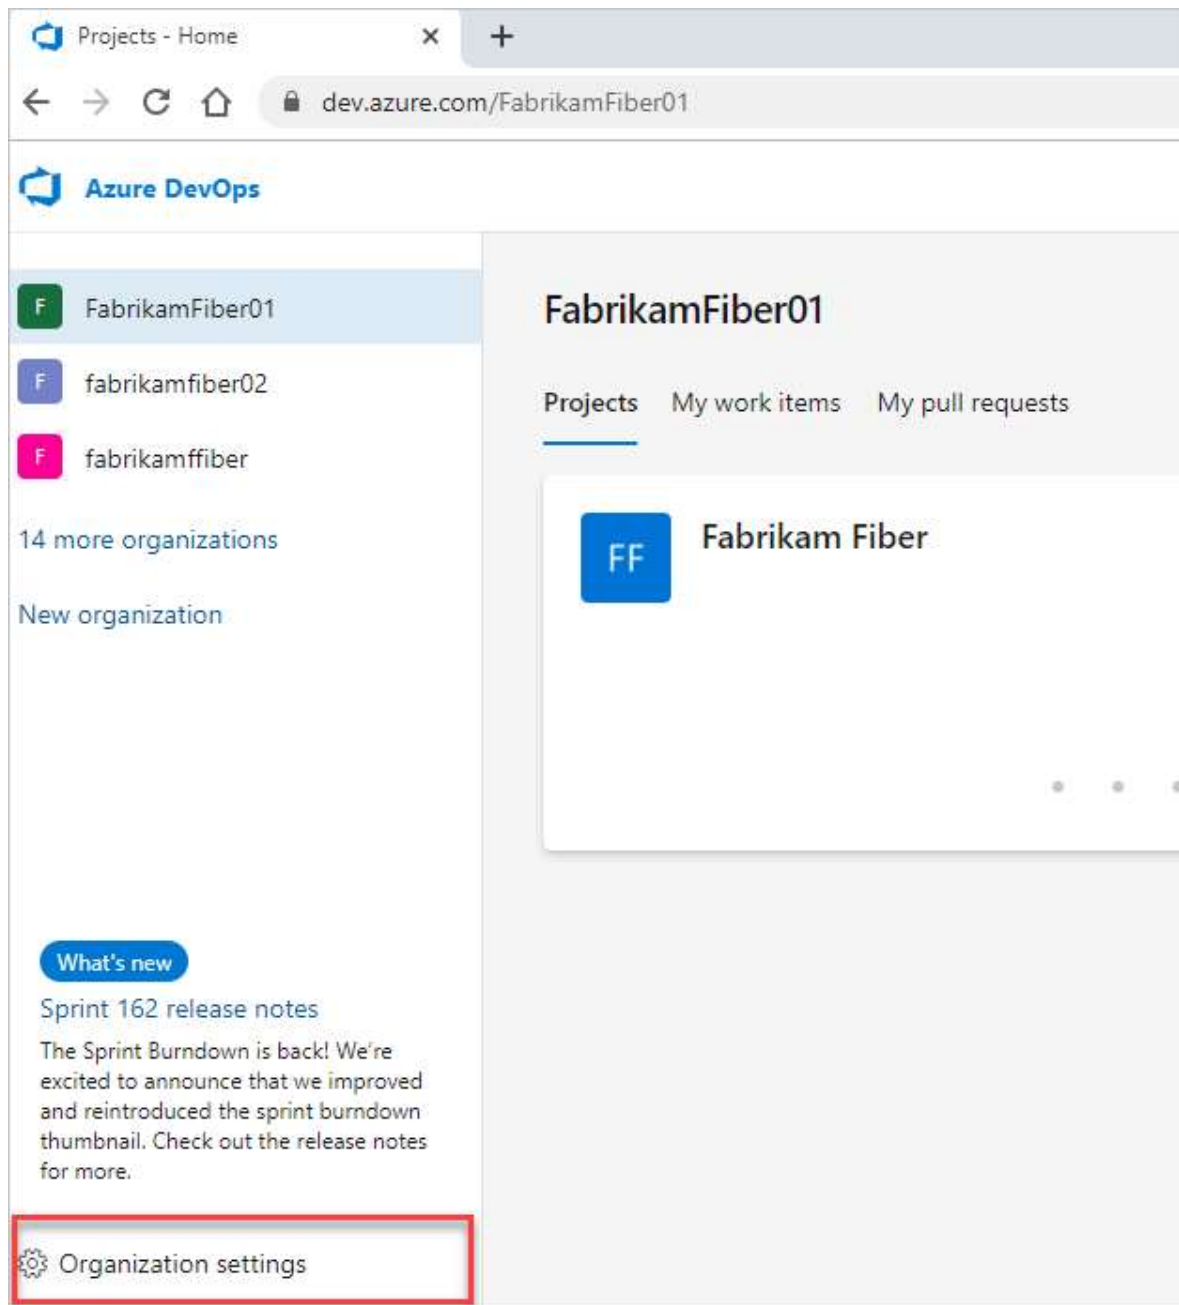 Projects - Home
dev.azure.com/FabrikamFiber01
Azure DevOps
F FabrikamFiber01
F fabrikamfiber02
F fabrikamffiber
14 more organizations
New organization
What's new
Sprint 162 release notes
The Sprint Burndown is back! We're
excited to announce that we improved
and reintroduced the sprint burndown
thumbnail. Check out the release notes
for more.
Organization settings
FabrikamFiber01
Projects My work items My pull requests
FF Fabrikam Fiber